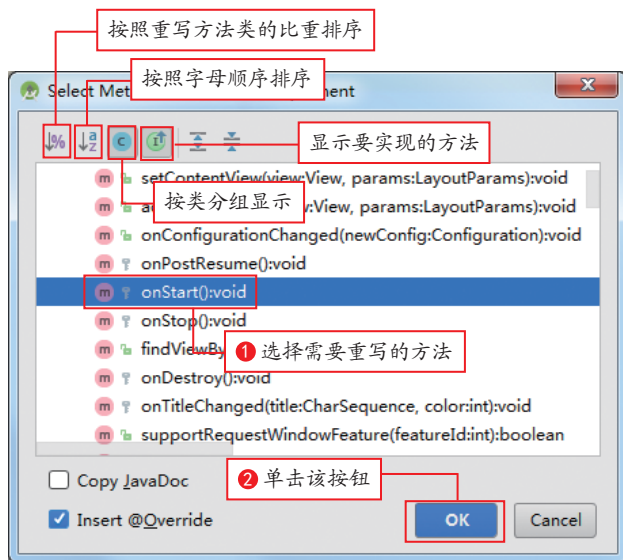 按照重写方法类的比重排序
按照字母顺序排序
Select Met
nent
显示要实现的方法
按类分组显示
setContentView(view:View, params:LayoutParams):void
:View, params:LayoutParams):void
onConfigurationChanged(newConfig:Configuration):void
onPostResume():void
onStart():void
onStop():void
findViewBy
❶ 选择需要重写的方法
onDestroy():void
onTitleChanged(title:CharSequence, color:int):void
supportRequestWindowFeature(featureId:int):boolean
Copy JavaDoc
❷ 单击该按钮
Insert @Override
OK
Cancel